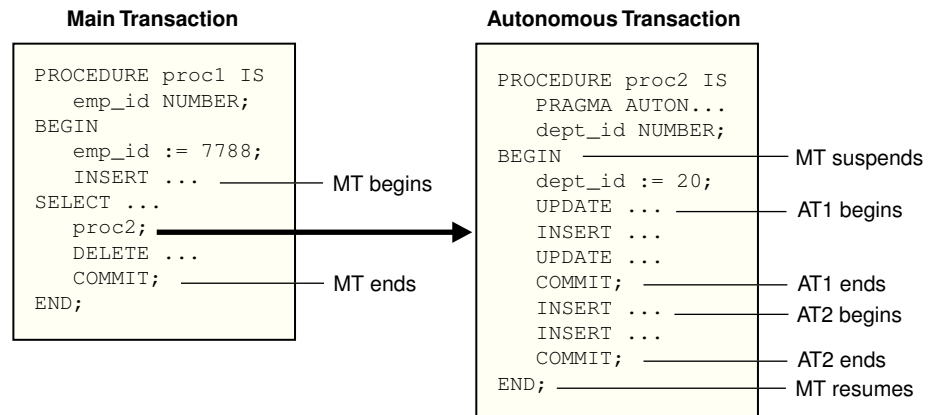 Main Transaction
PROCEDURE proc1 IS
emp_id NUMBER;
BEGIN
emp_id := 7788;
INSERT ...
MT begins
SELECT ...
proc2;
DELETE ...
COMMIT;
MT ends
END;
Autonomous Transaction
PROCEDURE proc2 IS
PRAGMA AUTON...
dept_id NUMBER;
BEGIN
MT suspends
dept_id := 20;
UPDATE ...
AT1 begins
INSERT ...
UPDATE ...
COMMIT;
AT1 ends
INSERT ...
AT2 begins
INSERT ...
COMMIT;
AT2 ends
END;
MT resumes